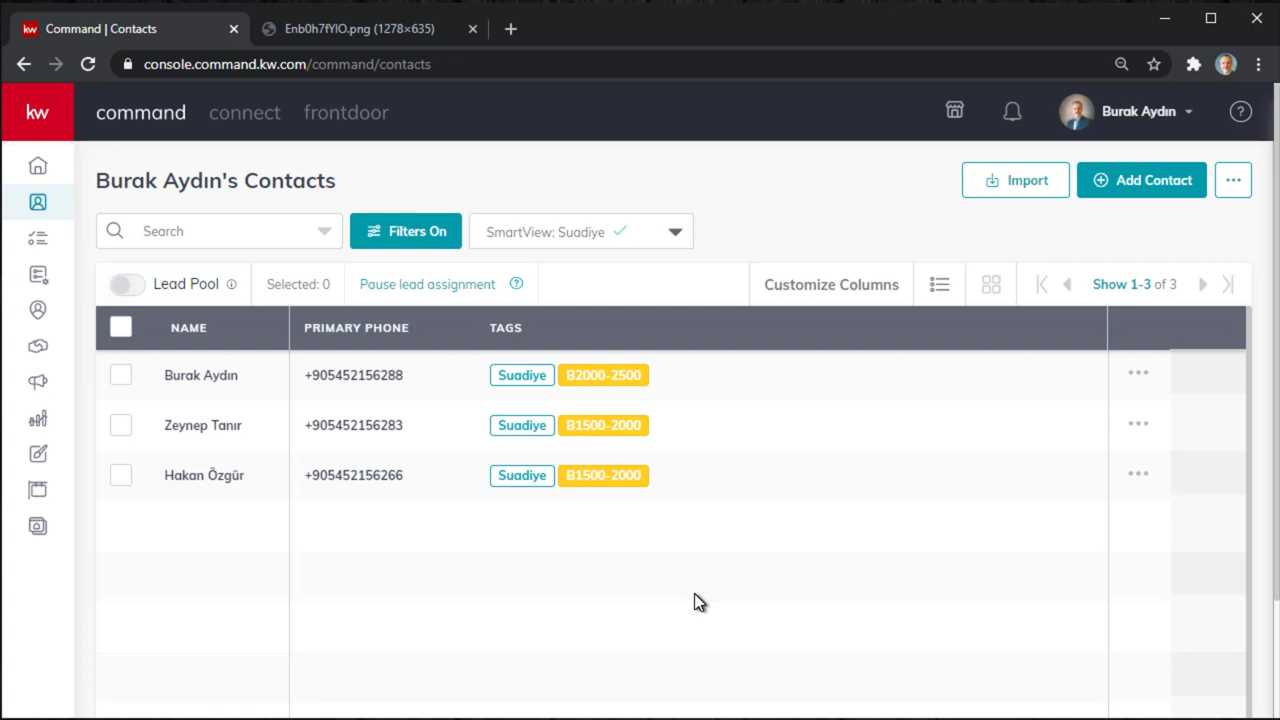 kw Command | Contacts
Enb0h7fYlO.png (1278×635)
console.command.kw.com/command/contacts
kw command connect frontdoor Burak Aydın ?
Burak Aydın's Contacts
Import Add Contact ...
Search Filters On SmartView: Suadiye
Lead Pool Selected: 0 Pause lead assignment ? Customize Columns Show 1-3 of 3
NAME PRIMARY PHONE TAGS
Burak Aydın +905452156288 Suadiye B2000-2500
Zeynep Tanır +905452156283 Suadiye B1500-2000
Hakan Özgür +905452156266 Suadiye B1500-2000